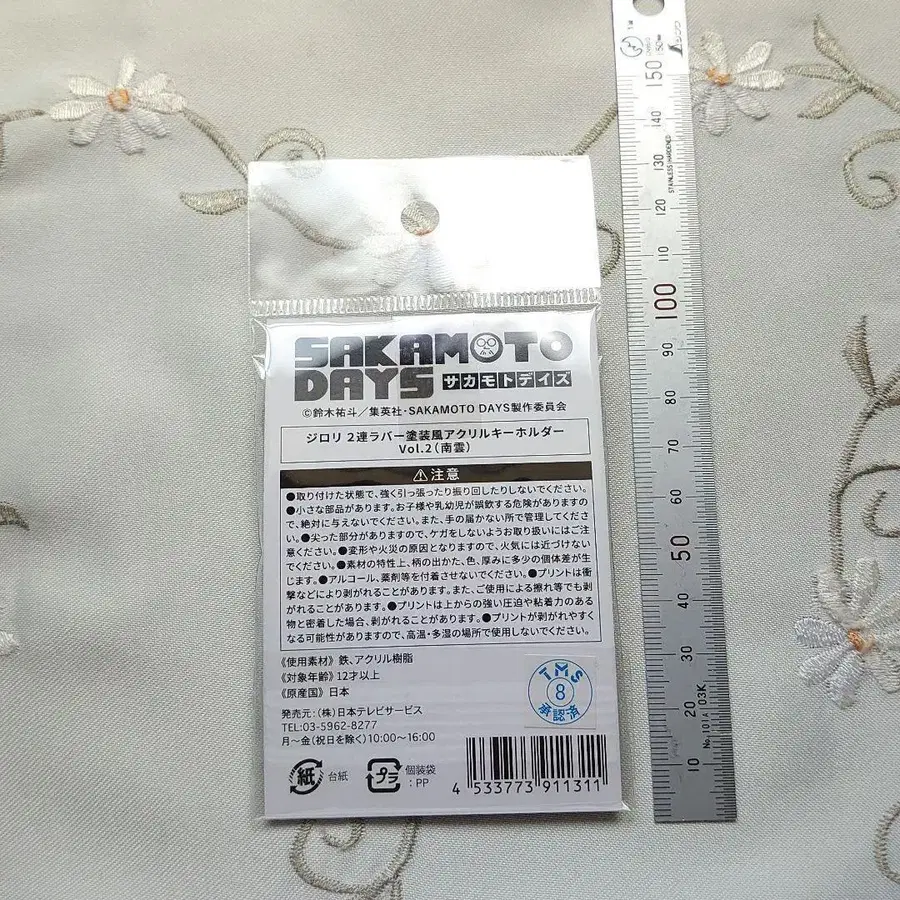 SAKAMOTO
DAYS サカモトデイズ
©鈴木祐斗／集英社・SAKAMOTO DAYS製作委員会
ジロリ 2連ラバー塗装風アクリルキーホルダー
Vol.2（南雲）
⚠注意
●取り付けた状態で、強く引っ張ったり振り回したりしないでください。
●小さな部品があります。お子様や乳幼児が誤飲する危険がありますの
で、絶対に与えないでください。また、手の届かない所で管理してくださ
い。●尖った部分がありますので、ケガをしないようお取り扱いにはご注
意ください。●変形や火災の原因となりますので、火気には近づけない
でください。●素材の特性上、柄の出かた、色、厚みに多少の個体差が生
じます。●アルコール、薬剤等を付着させないでください。●プリントは衝
撃などにより剥がれることがあります。また、ご使用による擦れ等でも剥
がれることがあります。●プリントは上からの強い圧迫や粘着力のある
物と密着した場合、剥がれることがあります。●プリントが剥がれやすく
なる可能性がありますので、高温・多湿の場所で使用しないでください。
《使用素材》鉄、アクリル樹脂
《対象年齢》12才以上
《原産国》日本
発売元：（株）日本テレビサービス
TEL:03-5962-8277
月～金（祝日を除く）10:00～16:00
TMS
8
承認済
紙 台紙
プラ 個装袋
：PP
4 533773 911311
150
140
130
120
110
100
90
80
70
60
50
40
30
20
10
STAINLESS HARDENED
シンワ